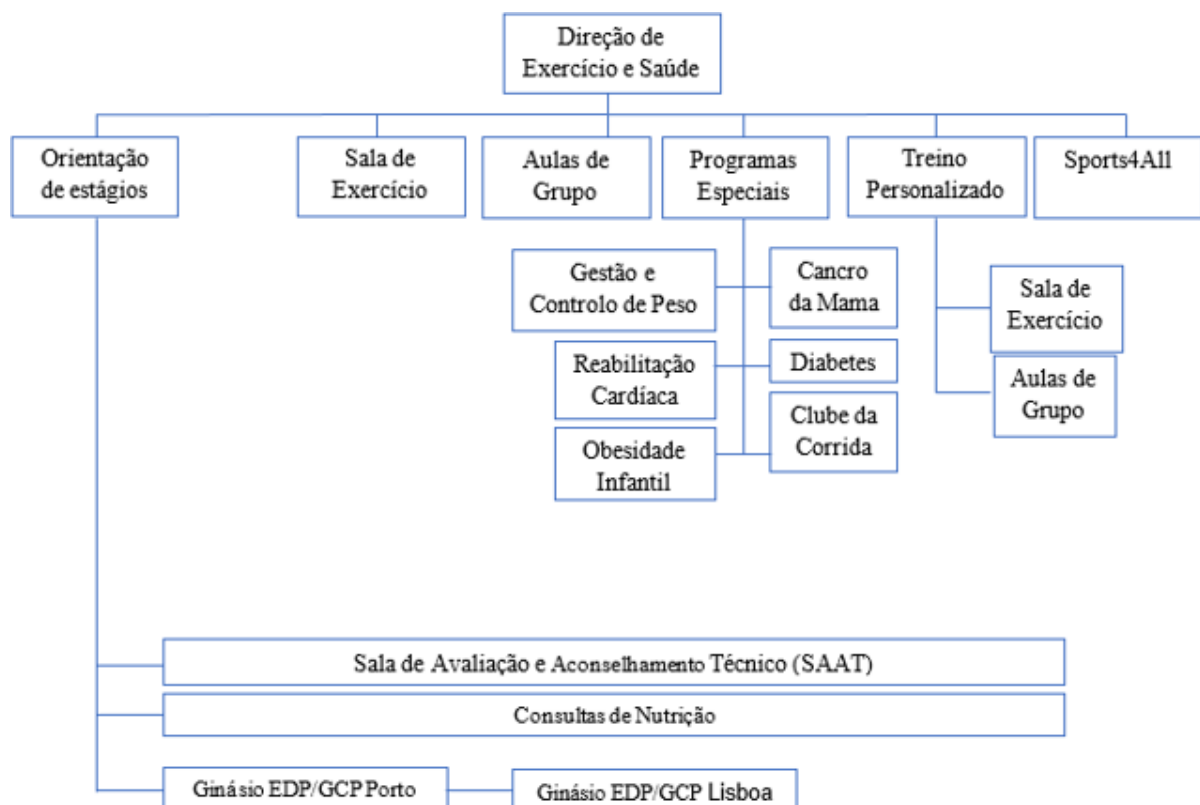 Direção de
Exercício e Saúde
Orientação
de estágios
Sala de
Exercício
Aulas de
Grupo
Programas
Especiais
Treino
Personalizado
Sports4All
Gestão e
Controlo de Peso
Cancro
da Mama
Sala de
Exercício
Reabilitação
Cardíaca
Diabetes
Aulas de
Grupo
Obesidade
Infantil
Clube da
Corrida
Sala de Avaliação e Aconselhamento Técnico (SAAT)
Consultas de Nutrição
Ginásio EDP/GCP Porto
Ginásio EDP/GCP Lisboa